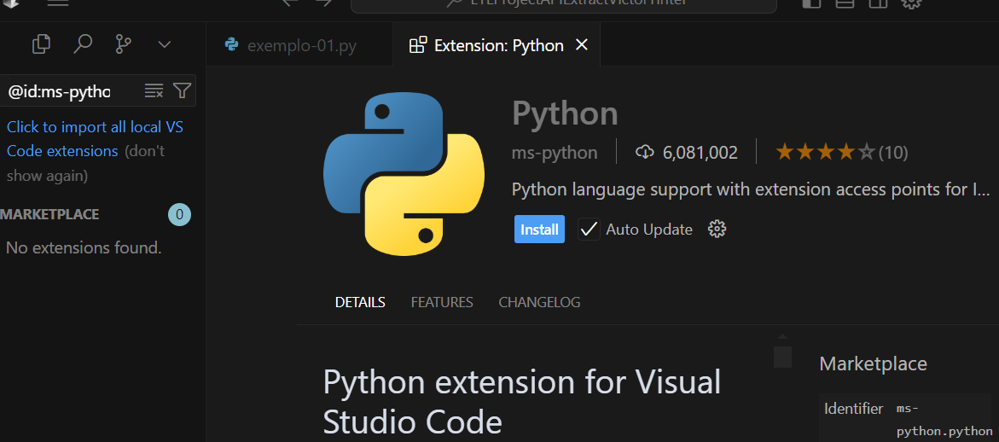 exemplo-01.py
Extension: Python
@id:ms-pytho
Click to import all local VS
Code extensions (don't
show again)
MARKETPLACE 0
No extensions found.
Python
ms-python 6,081,002 (10)
Python language support with extension access points for I...
Install Auto Update
DETAILS FEATURES CHANGELOG
Python extension for Visual
Studio Code
Marketplace
Identifier ms-
python.python